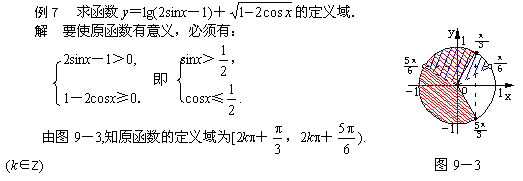 例7 求函数 y=lg(2sinx-1)+√(1-2cosx) 的定义域.
解 要使原函数有意义，必须有：
{ 2sinx-1>0, 1-2cosx≥0. 即 { sinx>1/2, cosx≤1/2.
由图 9-3,知原函数的定义域为[2kπ+π/3，2kπ+5π/6).
(k∈Z)
y
1
π/3
5π/6
π/6
-1
0
1
x
-1
5π/3
图 9-3